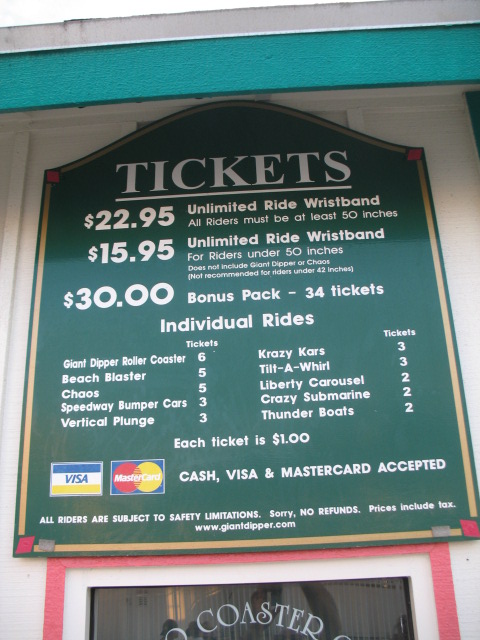 TICKETS
$22.95 Unlimited Ride Wristband
All Riders must be at least 50 inches
$15.95 Unlimited Ride Wristband
For Riders under 50 inches
Does not include Giant Dipper or Chaos
(Not recommended for riders under 42 inches)
$30.00 Bonus Pack - 34 tickets
Individual Rides
Tickets
Giant Dipper Roller Coaster 6
Beach Blaster 5
Chaos 5
Speedway Bumper Cars 3
Vertical Plunge 3
Tickets
Krazy Kars 3
Tilt-A-Whirl 3
Liberty Carousel 2
Crazy Submarine 2
Thunder Boats 2
Each ticket is $1.00
VISA MasterCard CASH, VISA & MASTERCARD ACCEPTED
ALL RIDERS ARE SUBJECT TO SAFETY LIMITATIONS. Sorry, NO REFUNDS. Prices include tax.
www.giantdipper.com
COASTER